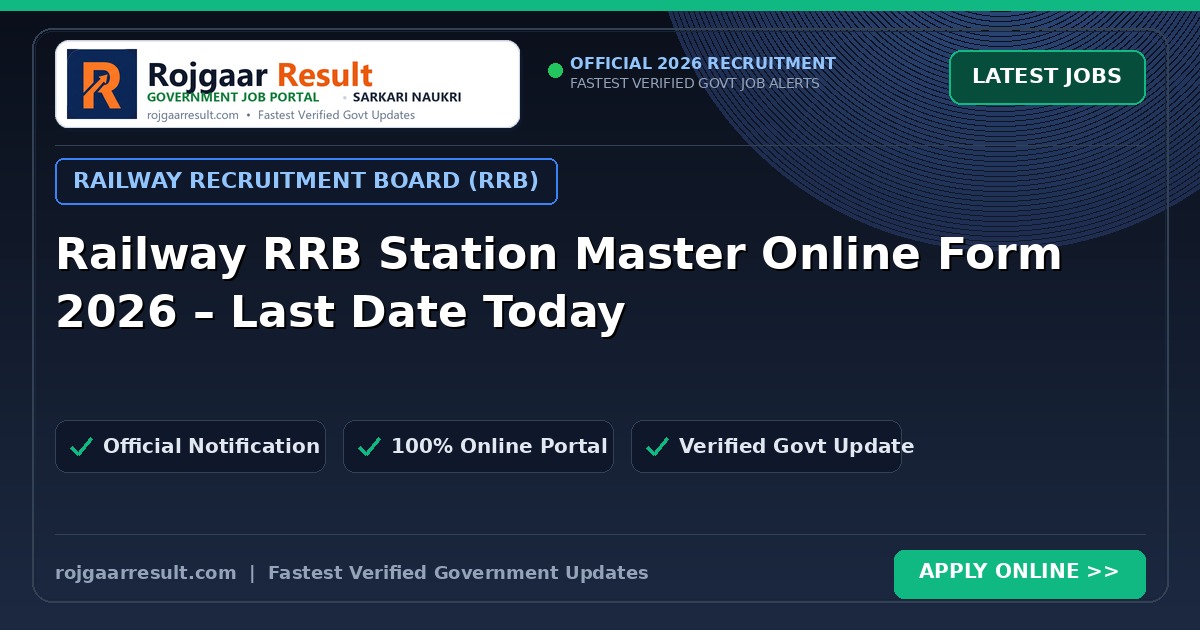 Rojgaar Result
GOVERNMENT JOB PORTAL • SARKARI NAUKRI
rojgaarresult.com • Fastest Verified Govt Updates
OFFICIAL 2026 RECRUITMENT
FASTEST VERIFIED GOVT JOB ALERTS
LATEST JOBS
RAILWAY RECRUITMENT BOARD (RRB)
Railway RRB Station Master Online Form
2026 – Last Date Today
Official Notification
100% Online Portal
Verified Govt Update
rojgaarresult.com | Fastest Verified Government Updates
APPLY ONLINE >>